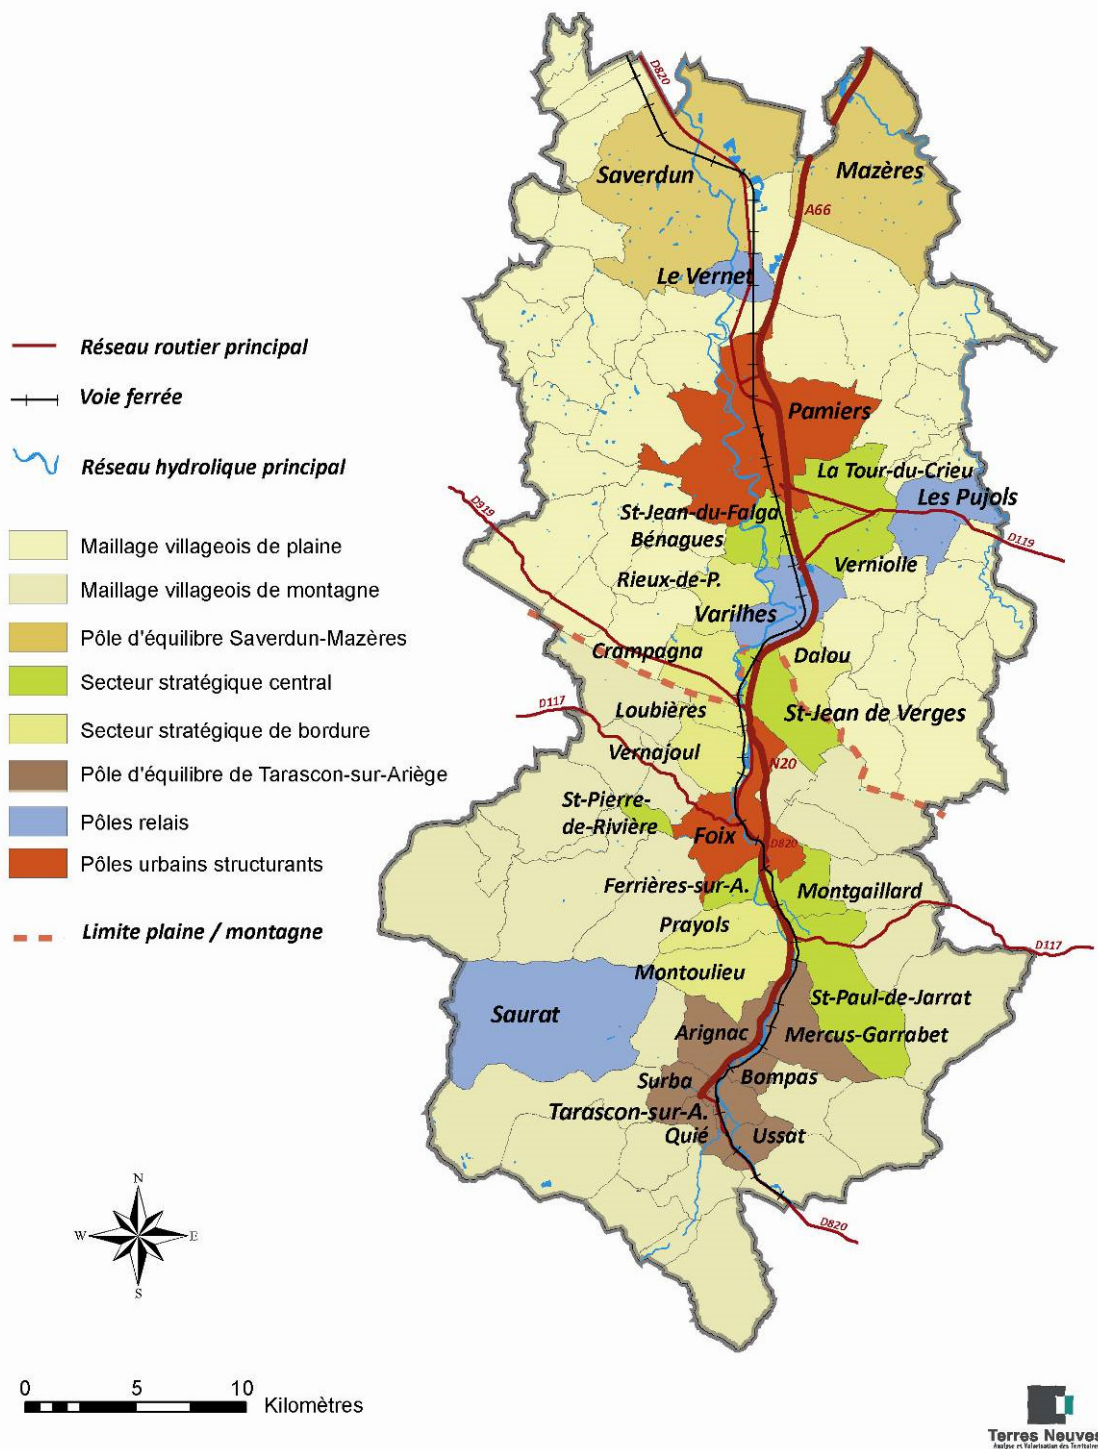 D820
Saverdun
Mazères
A66
Le Vernet
Réseau routier principal
Voie ferrée
Réseau hydrolique principal
Maillage villageois de plaine
Maillage villageois de montagne
Pôle d'équilibre Saverdun-Mazères
Secteur stratégique central
Secteur stratégique de bordure
Pôle d'équilibre de Tarascon-sur-Ariège
Pôles relais
Pôles urbains structurants
Limite plaine / montagne
Pamiers
La Tour-du-Crieu
Les Pujols
D919
St-Jean-du-Falga
Bénagues
D119
Verniolle
Rieux-de-P.
Varilhes
Crampagna
Dalou
D117
Loubières
St-Jean de Verges
Vernajoul
N20
St-Pierre-
de-Rivière
Foix
D820
Ferrières-sur-A.
Montgaillard
Prayols
D117
Montoulieu
St-Paul-de-Jarrat
Saurat
Arignac
Mercus-Garrabet
Surba
Bompas
Tarascon-sur-A.
Quié
Ussat
D820
N
W
E
S
0 5 10
Kilomètres
Terres Neuves
Analyse et Valorisation des Territoires